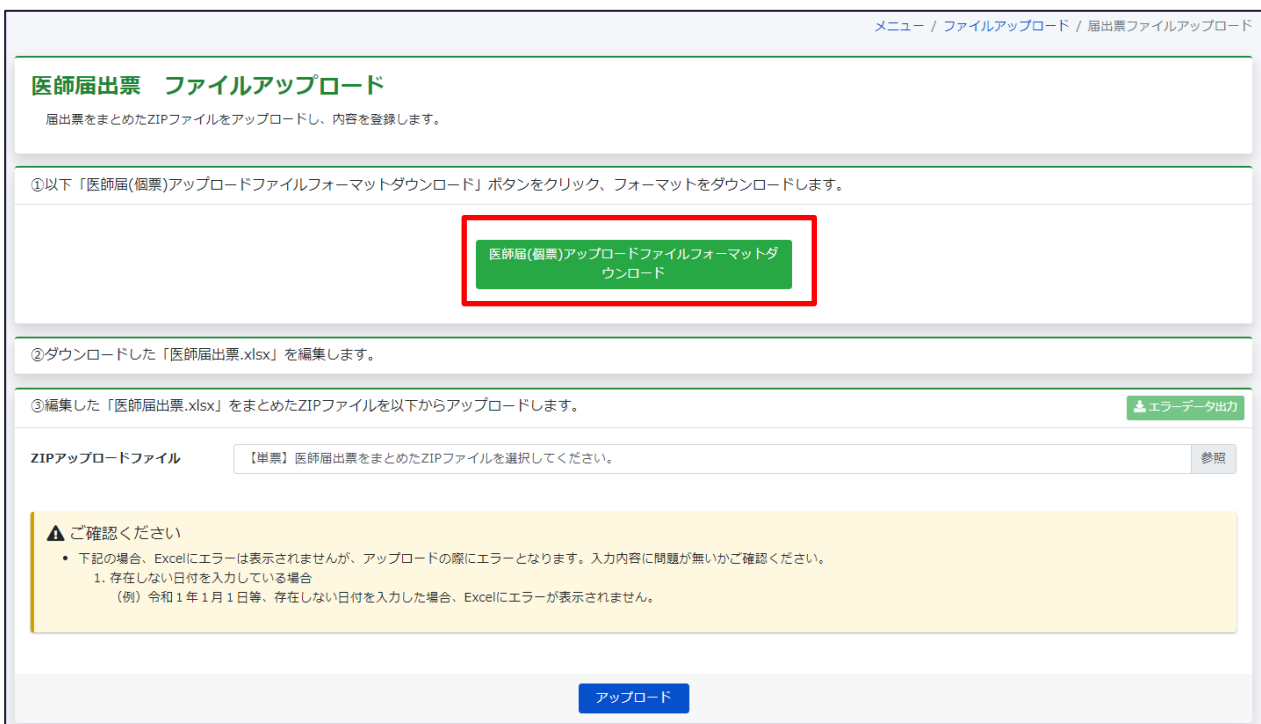 メニュー / ファイルアップロード / 届出票ファイルアップロード
医師届出票　ファイルアップロード
届出票をまとめたZIPファイルをアップロードし、内容を登録します。
①以下「医師届(個票)アップロードファイルフォーマットダウンロード」ボタンをクリック、フォーマットをダウンロードします。
医師届(個票)アップロードファイルフォーマットダ
ウンロード
②ダウンロードした「医師届出票.xlsx」を編集します。
③編集した「医師届出票.xlsx」をまとめたZIPファイルを以下からアップロードします。
エラーデータ出力
ZIPアップロードファイル
【単票】医師届出票をまとめたZIPファイルを選択してください。
参照
ご確認ください
• 下記の場合、Excelにエラーは表示されませんが、アップロードの際にエラーとなります。入力内容に問題が無いかご確認ください。
1. 存在しない日付を入力している場合
（例）令和１年１月１日等、存在しない日付を入力した場合、Excelにエラーが表示されません。
アップロード